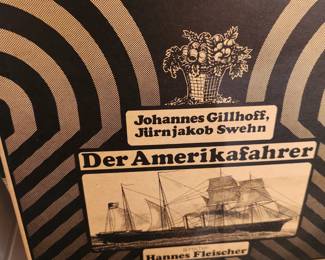 Johannes Gillhoff,
Jürnjakob Swehn
Der Amerikafahrer
Hannes Fleischer